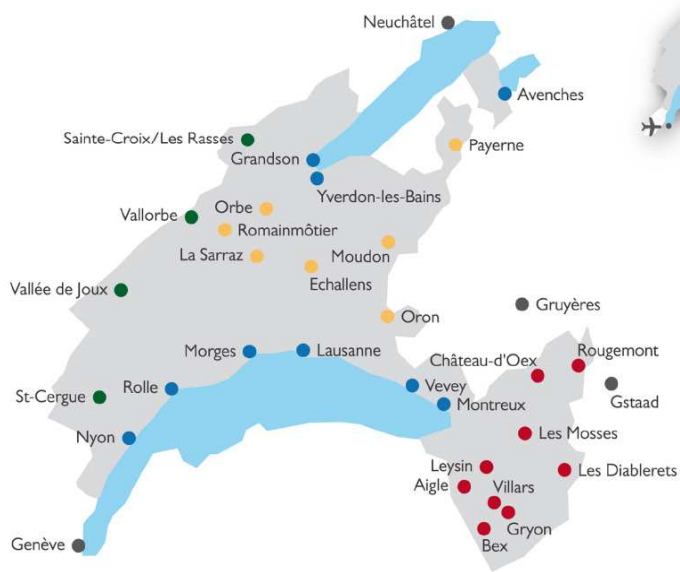 Neuchâtel
Avenches
Sainte-Croix/Les Rasses
Payerne
Grandson
Yverdon-les-Bains
Orbe
Vallorbe
Romainmôtier
Moudon
La Sarraz
Echallens
Vallée de Joux
Gruyères
Oron
Morges
Lausanne
Rougemont
Château-d'Oex
Rolle
Vevey
St-Cergue
Gstaad
Montreux
Nyon
Les Mosses
Leysin
Les Diablerets
Aigle
Villars
Gryon
Bex
Genève